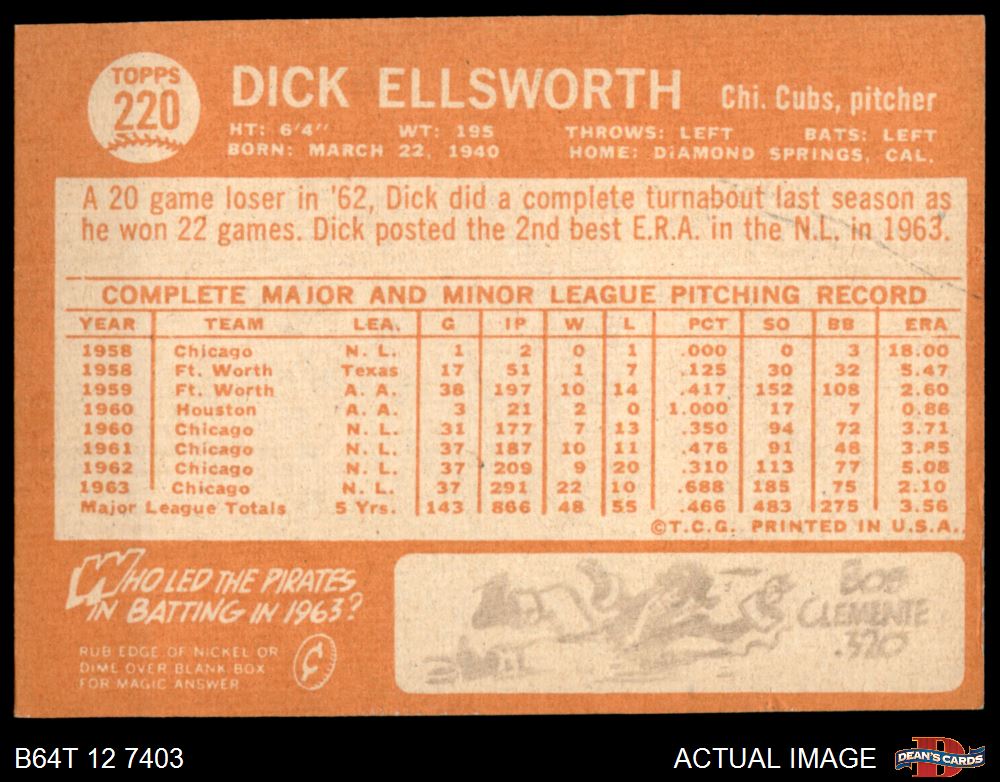 TOPPS
220
DICK ELLSWORTH Chi. Cubs, pitcher
HT: 6'4" WT: 195 THROWS: LEFT BATS: LEFT
BORN: MARCH 22, 1940 HOME: DIAMOND SPRINGS, CAL.
A 20 game loser in '62, Dick did a complete turnabout last season as
he won 22 games. Dick posted the 2nd best E.R.A. in the N.L. in 1963.
COMPLETE MAJOR AND MINOR LEAGUE PITCHING RECORD
YEAR TEAM LEA. G IP W L PCT SO BB ERA
1958 Chicago N. L. 1 2 0 1 .000 0 3 18.00
1958 Ft. Worth Texas 17 51 1 7 .125 30 32 5.47
1959 Ft. Worth A. A. 38 197 10 14 .417 152 108 2.60
1960 Houston A. A. 3 21 2 0 1.000 17 7 0.86
1960 Chicago N. L. 31 177 7 13 .350 94 72 3.71
1961 Chicago N. L. 37 187 10 11 .476 91 48 3.85
1962 Chicago N. L. 37 209 9 20 .310 113 77 5.08
1963 Chicago N. L. 37 291 22 10 .688 185 75 2.10
Major League Totals 5 Yrs. 143 866 48 55 .466 483 275 3.56
©T.C.G. PRINTED IN U.S.A.
WHO LED THE PIRATES
IN BATTING IN 1963?
RUB EDGE OF NICKEL OR
DIME OVER BLANK BOX
FOR MAGIC ANSWER
BOB
CLEMENTE
.320
B64T 12 7403 ACTUAL IMAGE
D
DEAN'S CARDS